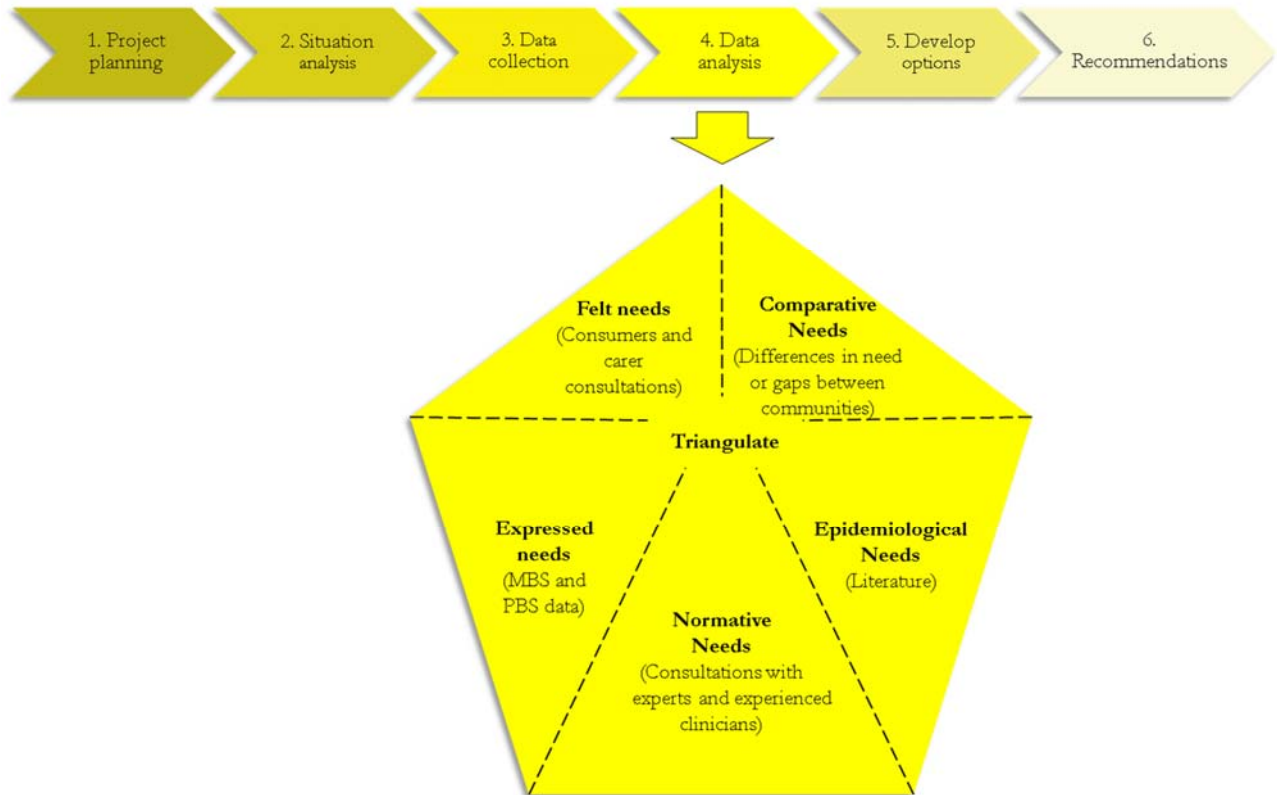 1. Project
planning
2. Situation
analysis
3. Data
collection
4. Data
analysis
5. Develop
options
6.
Recommendations
Felt needs
(Consumers and
carer
consultations)
Comparative
Needs
(Differences in need
or gaps between
communities)
Triangulate
Expressed
needs
(MBS and
PBS data)
Epidemiological
Needs
(Literature)
Normative
Needs
(Consultations with
experts and experienced
clinicians)